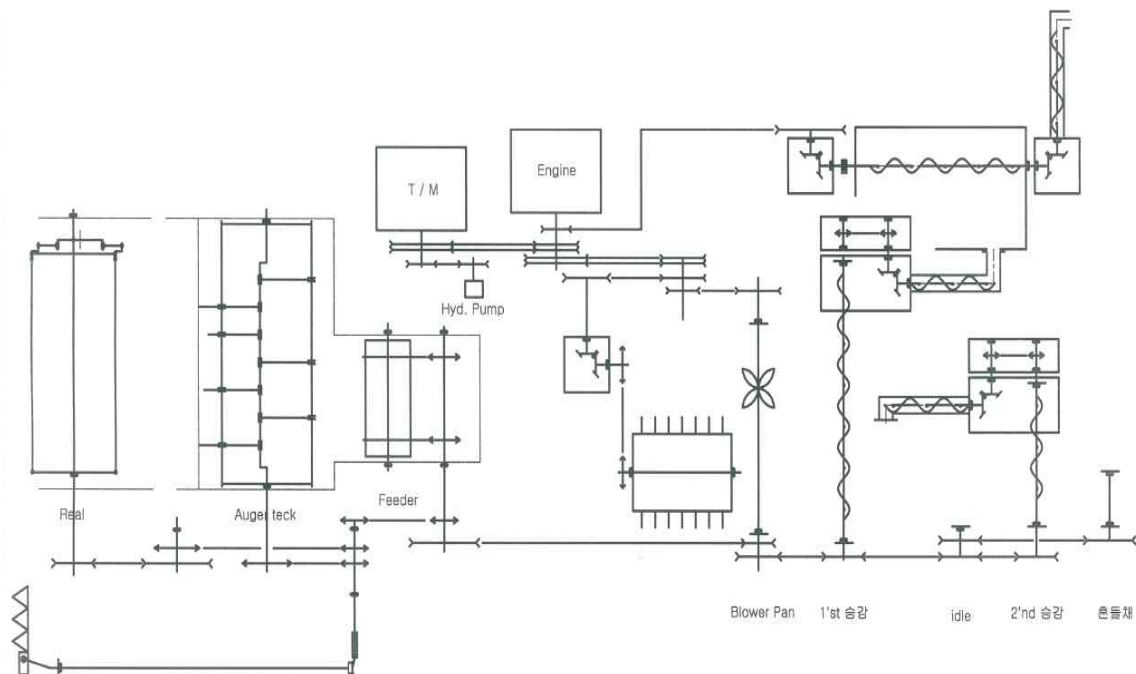 Engine
T / M
Hyd. Pump
Feeder
Real
Auger teck
Blower Pan
1'st 승강
idle
2'nd 승강
흔들채